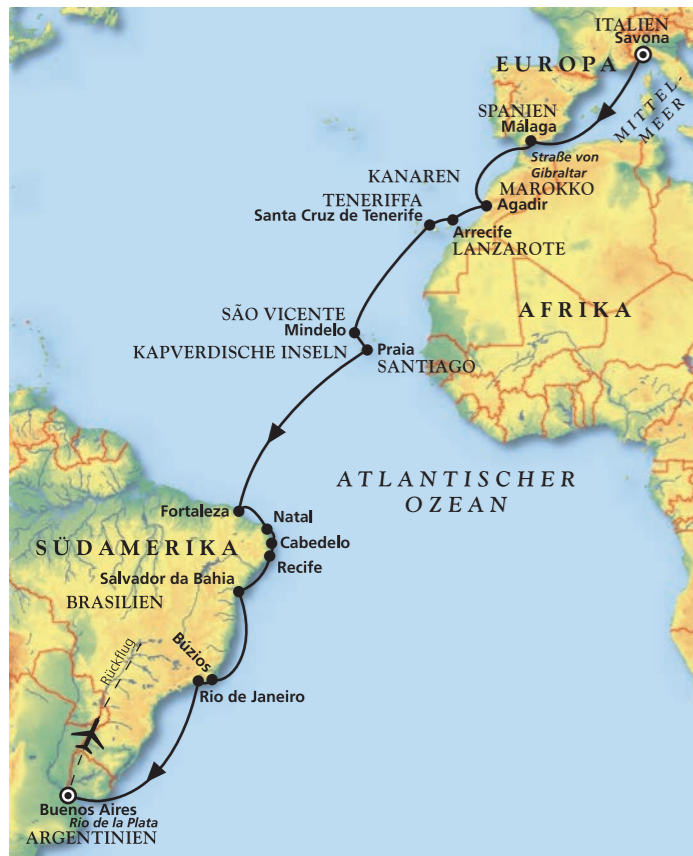 ITALIEN
Savona
EUROPA
MITTEL-
MEER
SPANIEN
Málaga
Straße von
Gibraltar
KANAREN
MAROKKO
Agadir
TENERIFFA
Santa Cruz de Tenerife
Arrecife
LANZAROTE
AFRIKA
SÃO VICENTE
Mindelo
KAPVERDISCHE INSELN
Praia
SANTIAGO
ATLANTISCHER
OZEAN
Fortaleza
Natal
Cabedelo
Recife
SÜDAMERIKA
Salvador da Bahia
BRASILIEN
Búzios
Rückflug
Rio de Janeiro
Buenos Aires
Rio de la Plata
ARGENTINIEN